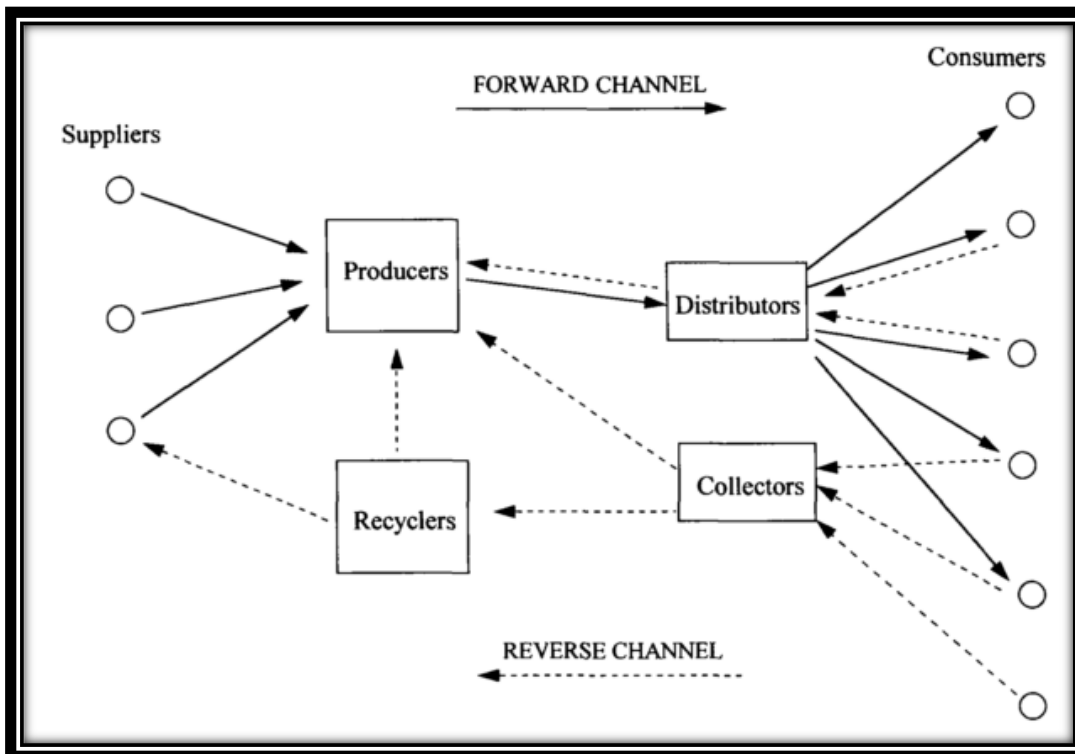 Consumers
FORWARD CHANNEL
Suppliers
Producers
Distributors
Collectors
Recyclers
REVERSE CHANNEL